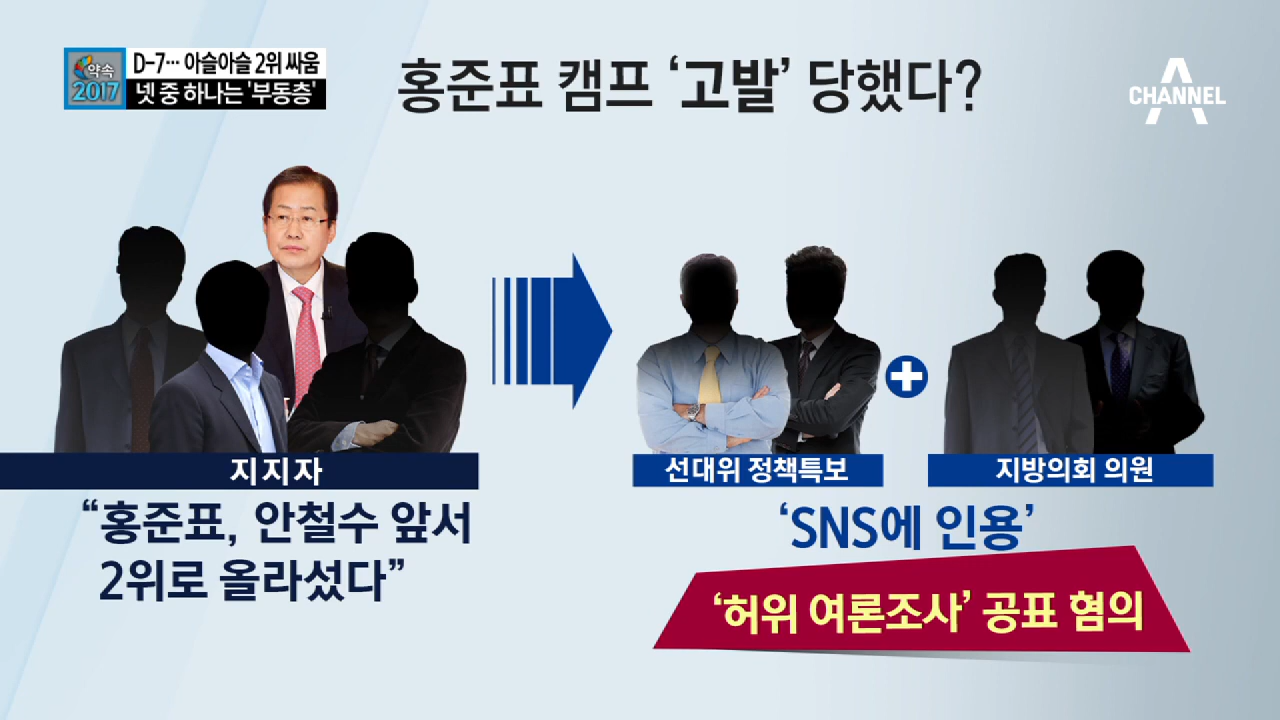 약속
2017
D-7… 아슬아슬 2위 싸움
넷 중 하나는 '부동층'
홍준표 캠프 ‘고발’ 당했다?
CHANNEL
지지자
“홍준표, 안철수 앞서
2위로 올라섰다”
선대위 정책특보
지방의회 의원
‘SNS에 인용’
‘허위 여론조사’ 공표 혐의